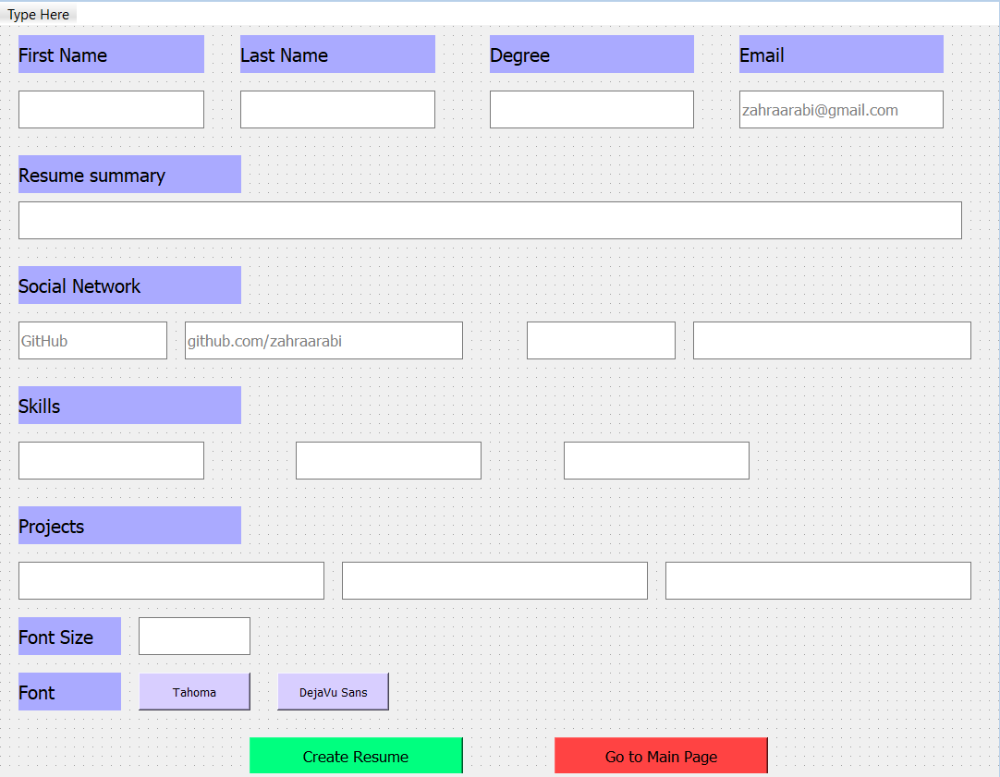 Type Here
First Name Last Name Degree Email
zahraarabi@gmail.com
Resume summary
Social Network
GitHub github.com/zahraarabi
Skills
Projects
Font Size
Font Tahoma DejaVu Sans
Create Resume Go to Main Page